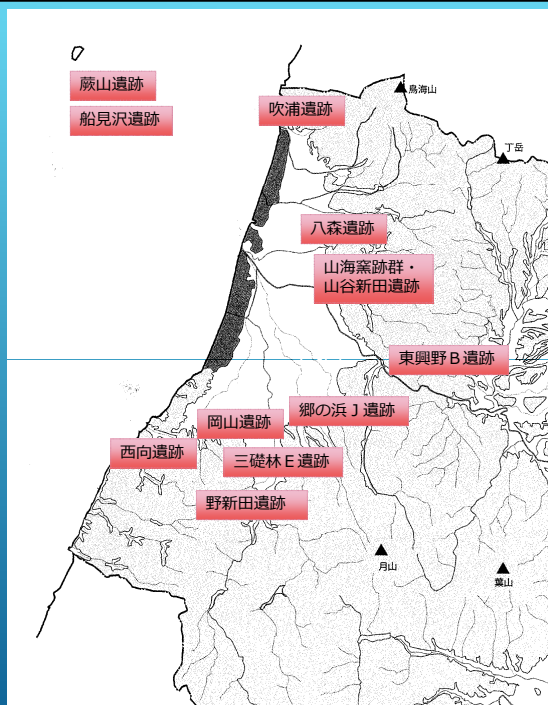 蕨山遺跡
船見沢遺跡
吹浦遺跡
鳥海山
丁岳
八森遺跡
山海窯跡群・
山谷新田遺跡
東興野Ｂ遺跡
郷の浜Ｊ遺跡
岡山遺跡
西向遺跡
三礎林Ｅ遺跡
野新田遺跡
月山
葉山